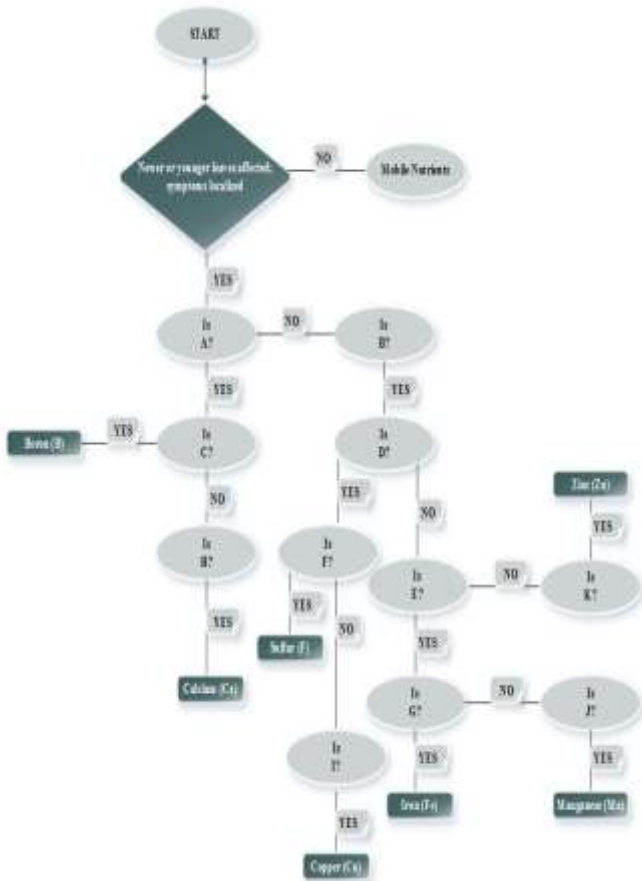 START
Newer or younger leaves affected;
symptoms localized
NO
Mobile Nutrients
YES
Is
A?
NO
Is
B?
YES
YES
Boron (B)
YES
Is
C?
Is
D?
NO
YES
NO
Zinc (Zn)
YES
Is
H?
Is
F?
Is
E?
NO
Is
K?
YES
YES
NO
YES
Sulfur (F)
Calcium (Ca)
Is
G?
NO
Is
J?
Is
I?
YES
YES
Iron (Fe)
Manganese (Mn)
YES
Copper (Cu)